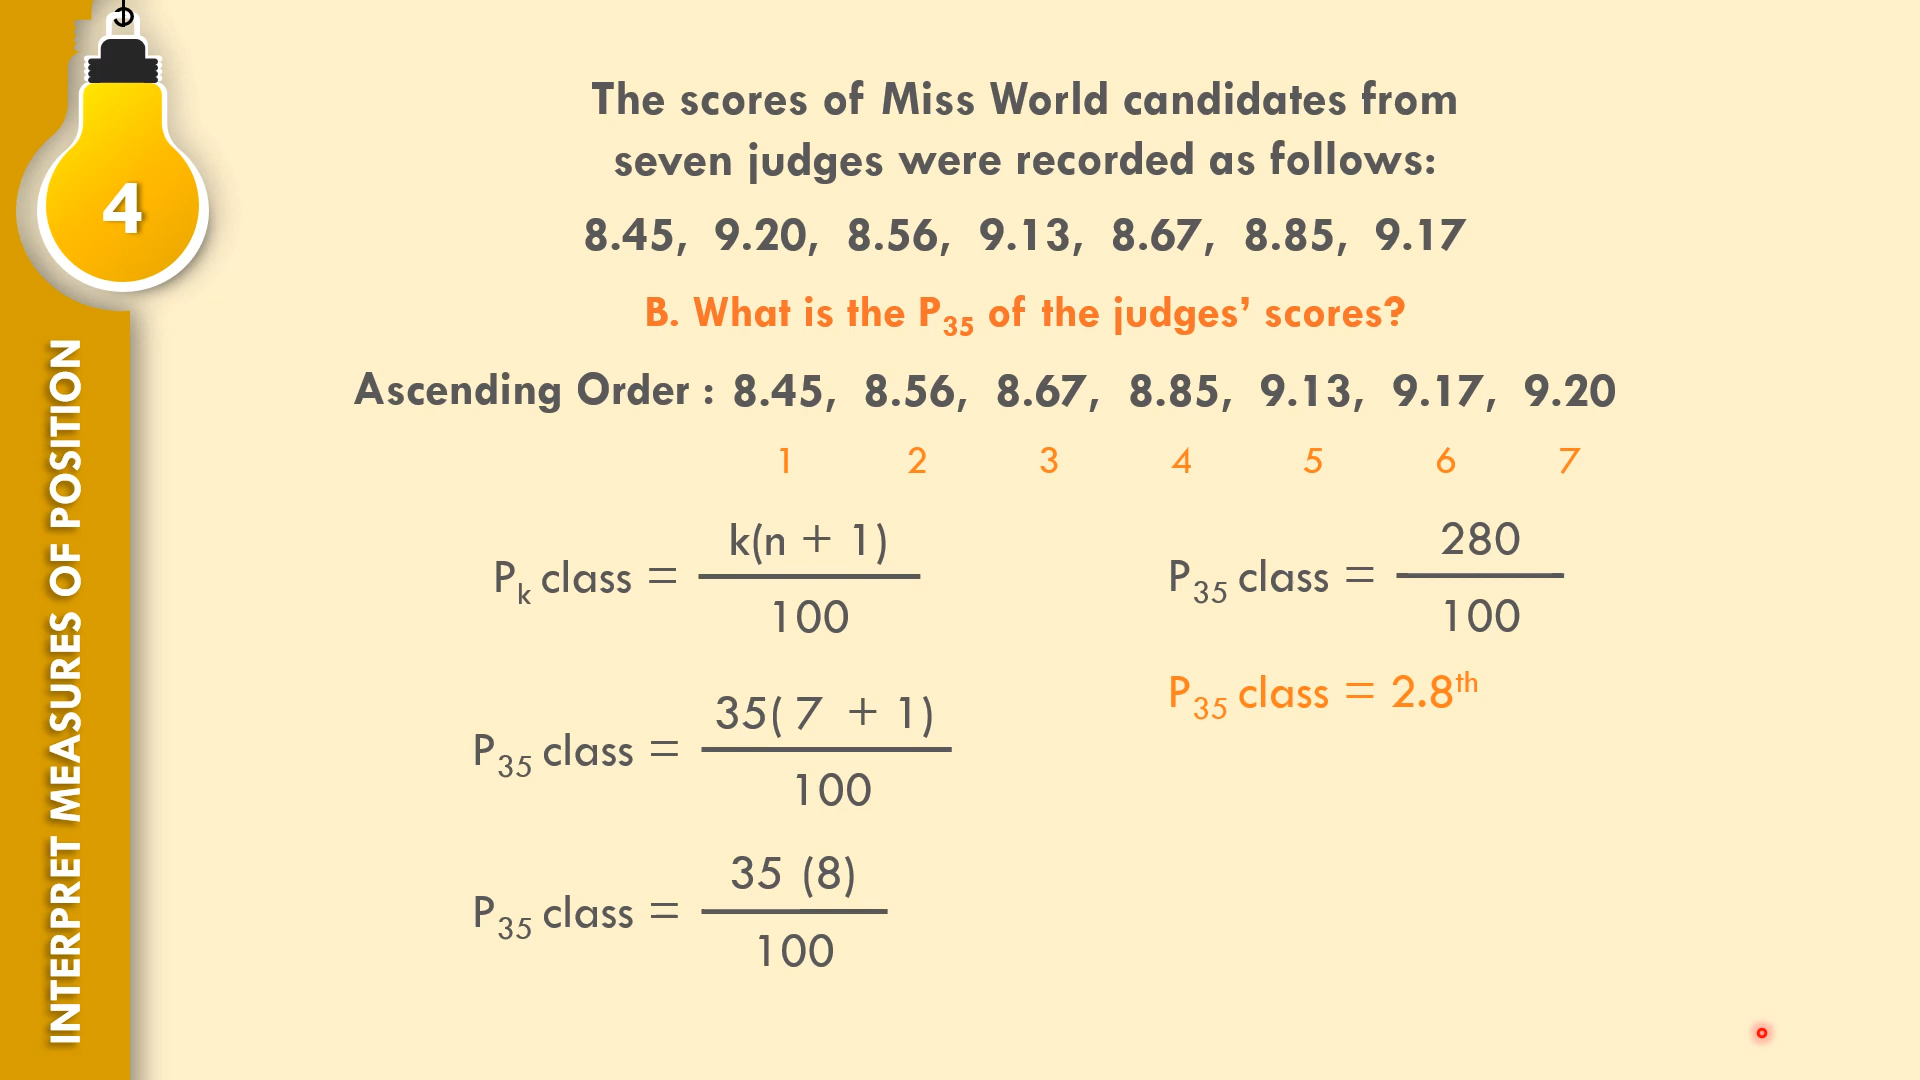 4
INTERPRET MEASURES OF POSITION
The scores of Miss World candidates from
seven judges were recorded as follows:
8.45, 9.20, 8.56, 9.13, 8.67, 8.85, 9.17
B. What is the P35 of the judges’ scores?
Ascending Order : 8.45, 8.56, 8.67, 8.85, 9.13, 9.17, 9.20
1 2 3 4 5 6 7
Pk class = k(n + 1)
100
P35 class = 35( 7 + 1)
100
P35 class = 35 (8)
100
P35 class = 280
100
P35 class = 2.8th